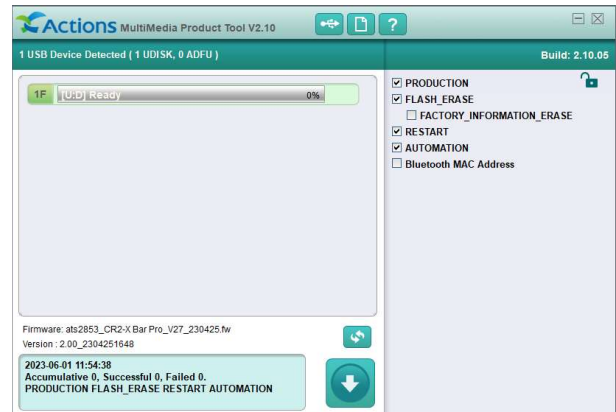 Actions MultiMedia Product Tool V2.10
1 USB Device Detected ( 1 UDISK, 0 ADFU )
Build: 2.10.05
1F [U:D] Ready 0%
PRODUCTION
FLASH_ERASE
FACTORY_INFORMATION_ERASE
RESTART
AUTOMATION
Bluetooth MAC Address
Firmware: ats2853_CR2-X Bar Pro_V27_230425.fw
Version : 2.00_2304251648
2023-06-01 11:54:38
Accumulative 0, Successful 0, Failed 0.
PRODUCTION FLASH_ERASE RESTART AUTOMATION